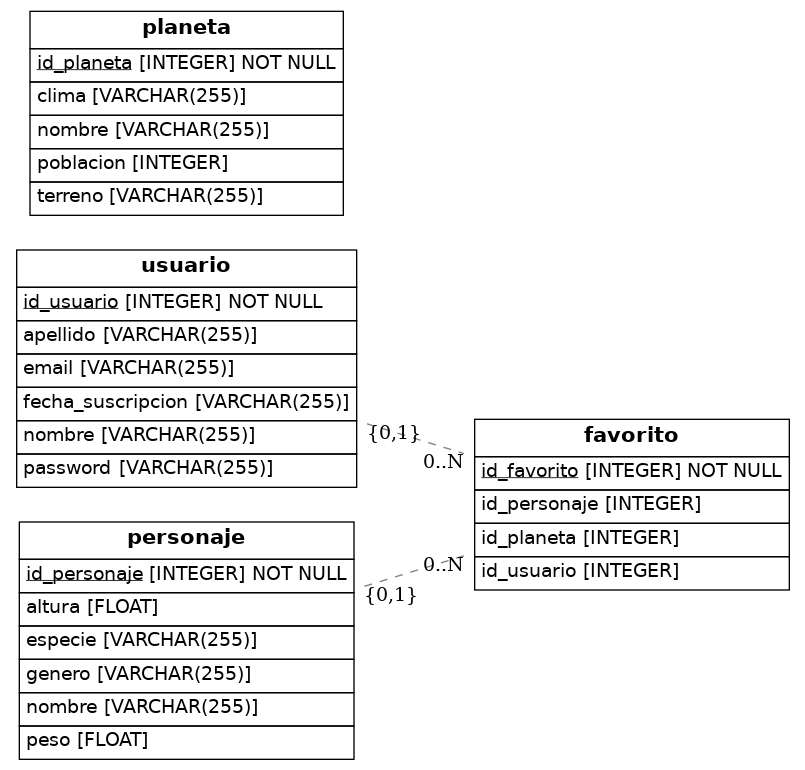 planeta
id_planeta [INTEGER] NOT NULL
clima [VARCHAR(255)]
nombre [VARCHAR(255)]
poblacion [INTEGER]
terreno [VARCHAR(255)]
usuario
id_usuario [INTEGER] NOT NULL
apellido [VARCHAR(255)]
email [VARCHAR(255)]
fecha_suscripcion [VARCHAR(255)]
nombre [VARCHAR(255)]
password [VARCHAR(255)]
{0,1}
0..N
favorito
id_favorito [INTEGER] NOT NULL
id_personaje [INTEGER]
id_planeta [INTEGER]
id_usuario [INTEGER]
0..N
{0,1}
personaje
id_personaje [INTEGER] NOT NULL
altura [FLOAT]
especie [VARCHAR(255)]
genero [VARCHAR(255)]
nombre [VARCHAR(255)]
peso [FLOAT]